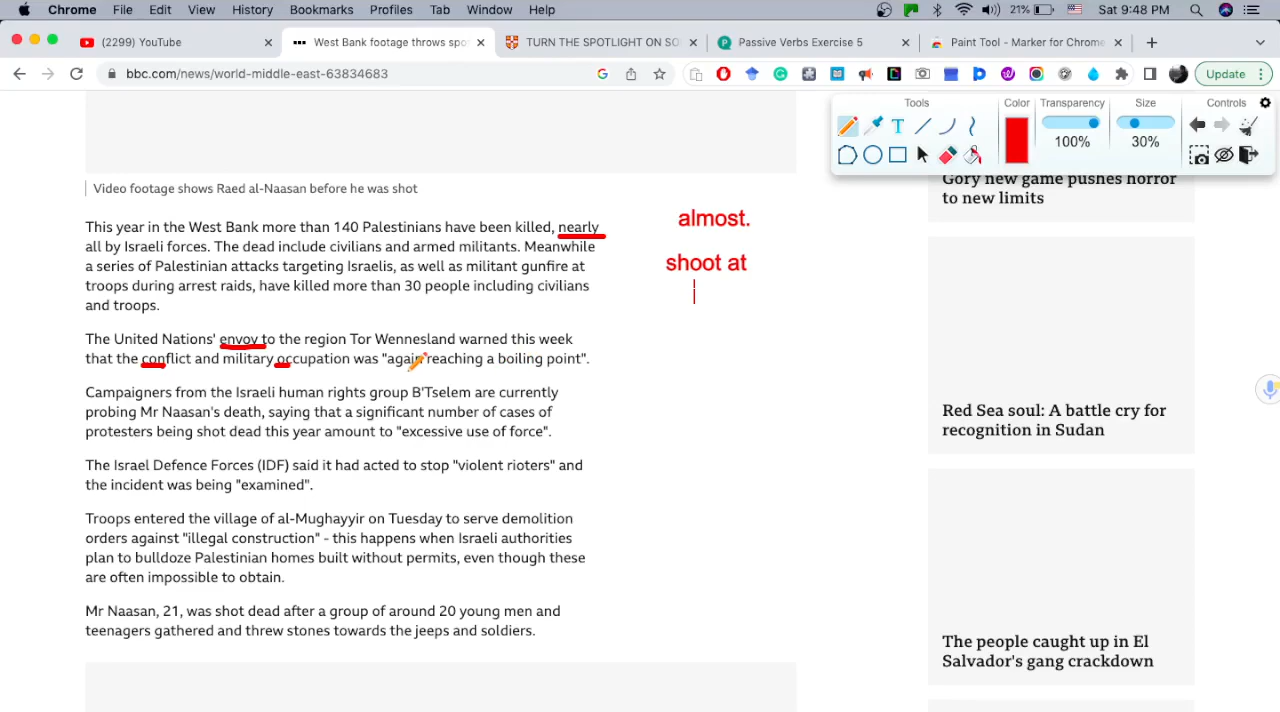 Chrome File Edit View History Bookmarks Profiles Tab Window Help 21% Sat 9:48 PM
(2299) YouTube West Bank footage throws spo TURN THE SPOTLIGHT ON SO Passive Verbs Exercise 5 Paint Tool - Marker for Chrome
bbc.com/news/world-middle-east-63834683 Update
Tools Color Transparency Size Controls
100% 30%
Video footage shows Raed al-Naasan before he was shot
This year in the West Bank more than 140 Palestinians have been killed, nearly
all by Israeli forces. The dead include civilians and armed militants. Meanwhile
a series of Palestinian attacks targeting Israelis, as well as militant gunfire at
troops during arrest raids, have killed more than 30 people including civilians
and troops.
almost.
shoot at
The United Nations' envoy to the region Tor Wennesland warned this week
that the conflict and military occupation was "again reaching a boiling point".
Campaigners from the Israeli human rights group B'Tselem are currently
probing Mr Naasan's death, saying that a significant number of cases of
protesters being shot dead this year amount to "excessive use of force".
The Israel Defence Forces (IDF) said it had acted to stop "violent rioters" and
the incident was being "examined".
Troops entered the village of al-Mughayyir on Tuesday to serve demolition
orders against "illegal construction" - this happens when Israeli authorities
plan to bulldoze Palestinian homes built without permits, even though these
are often impossible to obtain.
Mr Naasan, 21, was shot dead after a group of around 20 young men and
teenagers gathered and threw stones towards the jeeps and soldiers.
Gory new game pushes horror
to new limits
Red Sea soul: A battle cry for
recognition in Sudan
The people caught up in El
Salvador's gang crackdown